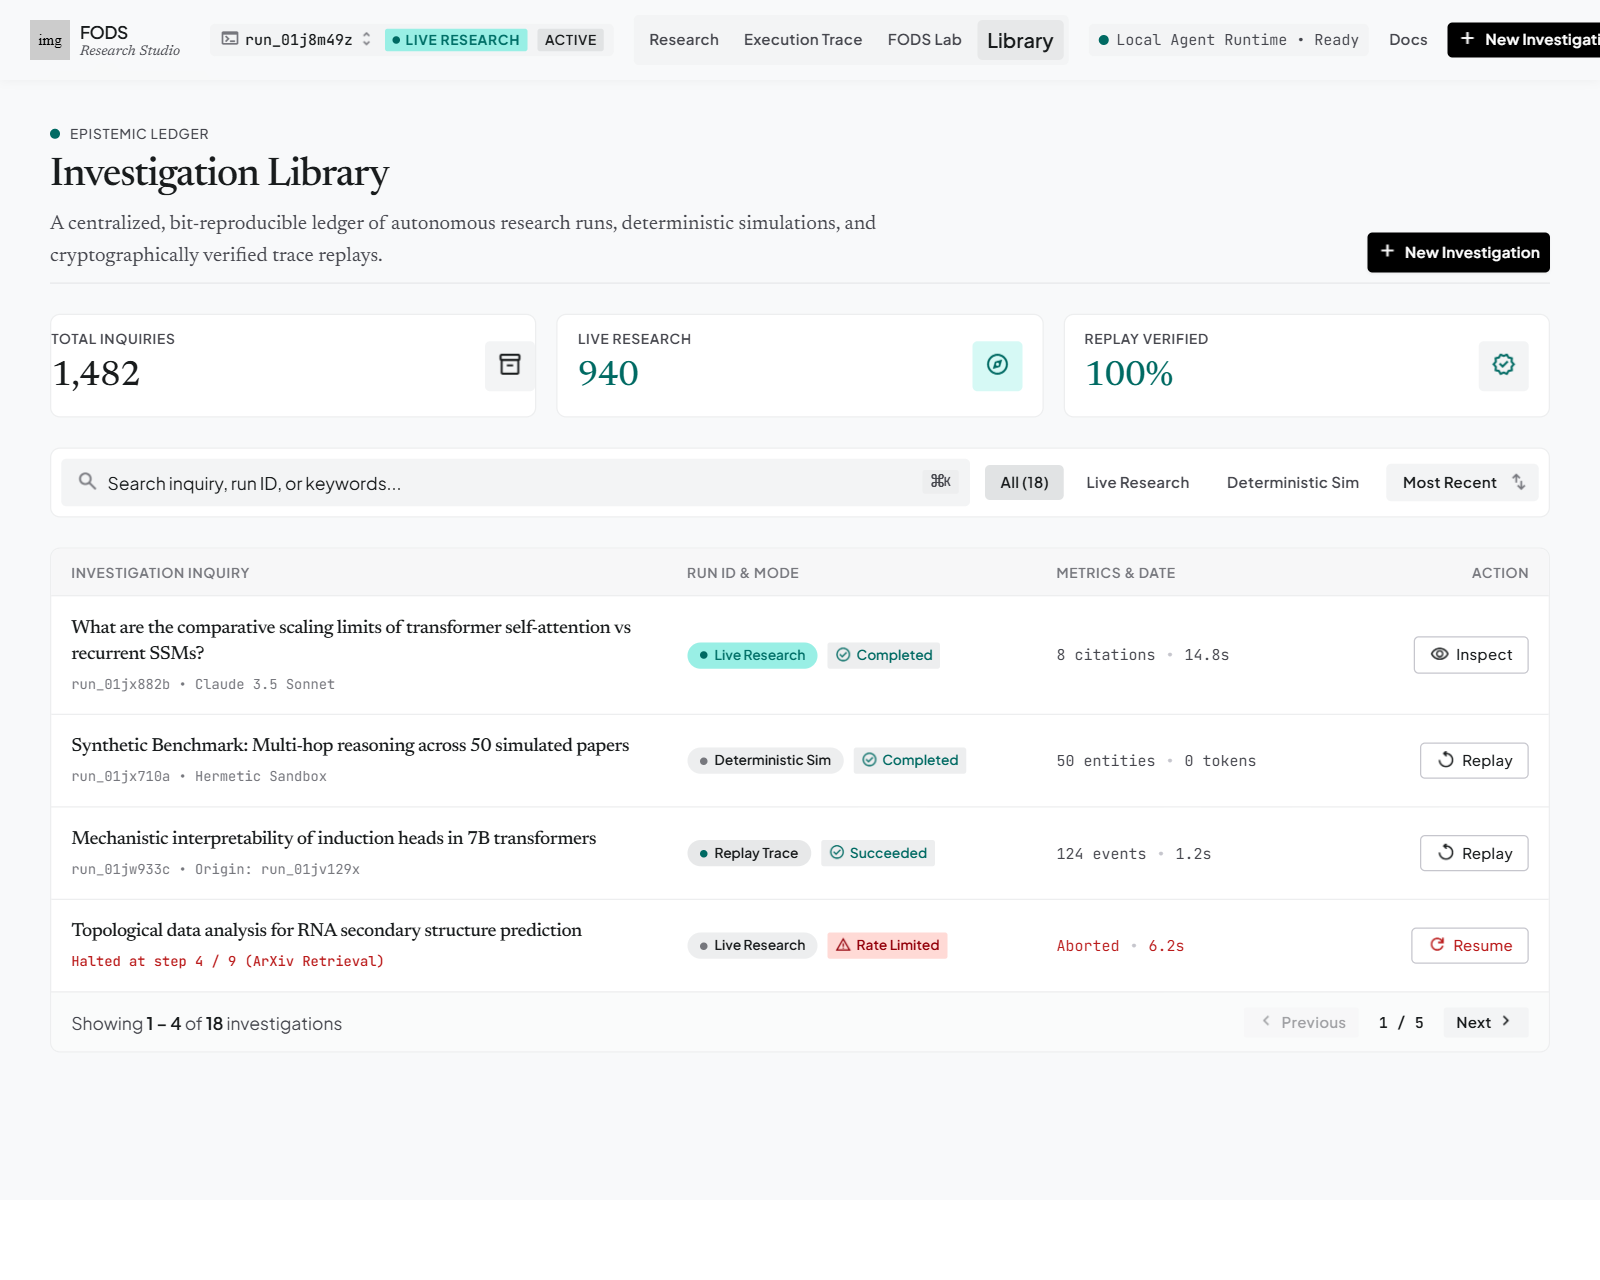 img
FODS
Research Studio
run_01j8m49z
LIVE RESEARCH
ACTIVE
Research
Execution Trace
FODS Lab
Library
Local Agent Runtime • Ready
Docs
+ New Investigati
EPISTEMIC LEDGER
Investigation Library
A centralized, bit-reproducible ledger of autonomous research runs, deterministic simulations, and
cryptographically verified trace replays.
+ New Investigation
TOTAL INQUIRIES
1,482
LIVE RESEARCH
940
REPLAY VERIFIED
100%
Search inquiry, run ID, or keywords...
⌘K
All (18)
Live Research
Deterministic Sim
Most Recent
INVESTIGATION INQUIRY
RUN ID & MODE
METRICS & DATE
ACTION
What are the comparative scaling limits of transformer self-attention vs
recurrent SSMs?
run_01jx882b • Claude 3.5 Sonnet
Live Research
Completed
8 citations • 14.8s
Inspect
Synthetic Benchmark: Multi-hop reasoning across 50 simulated papers
run_01jx710a • Hermetic Sandbox
Deterministic Sim
Completed
50 entities • 0 tokens
Replay
Mechanistic interpretability of induction heads in 7B transformers
run_01jw933c • Origin: run_01jv129x
Replay Trace
Succeeded
124 events • 1.2s
Replay
Topological data analysis for RNA secondary structure prediction
Halted at step 4 / 9 (ArXiv Retrieval)
Live Research
Rate Limited
Aborted • 6.2s
Resume
Showing 1 – 4 of 18 investigations
Previous
1 / 5
Next